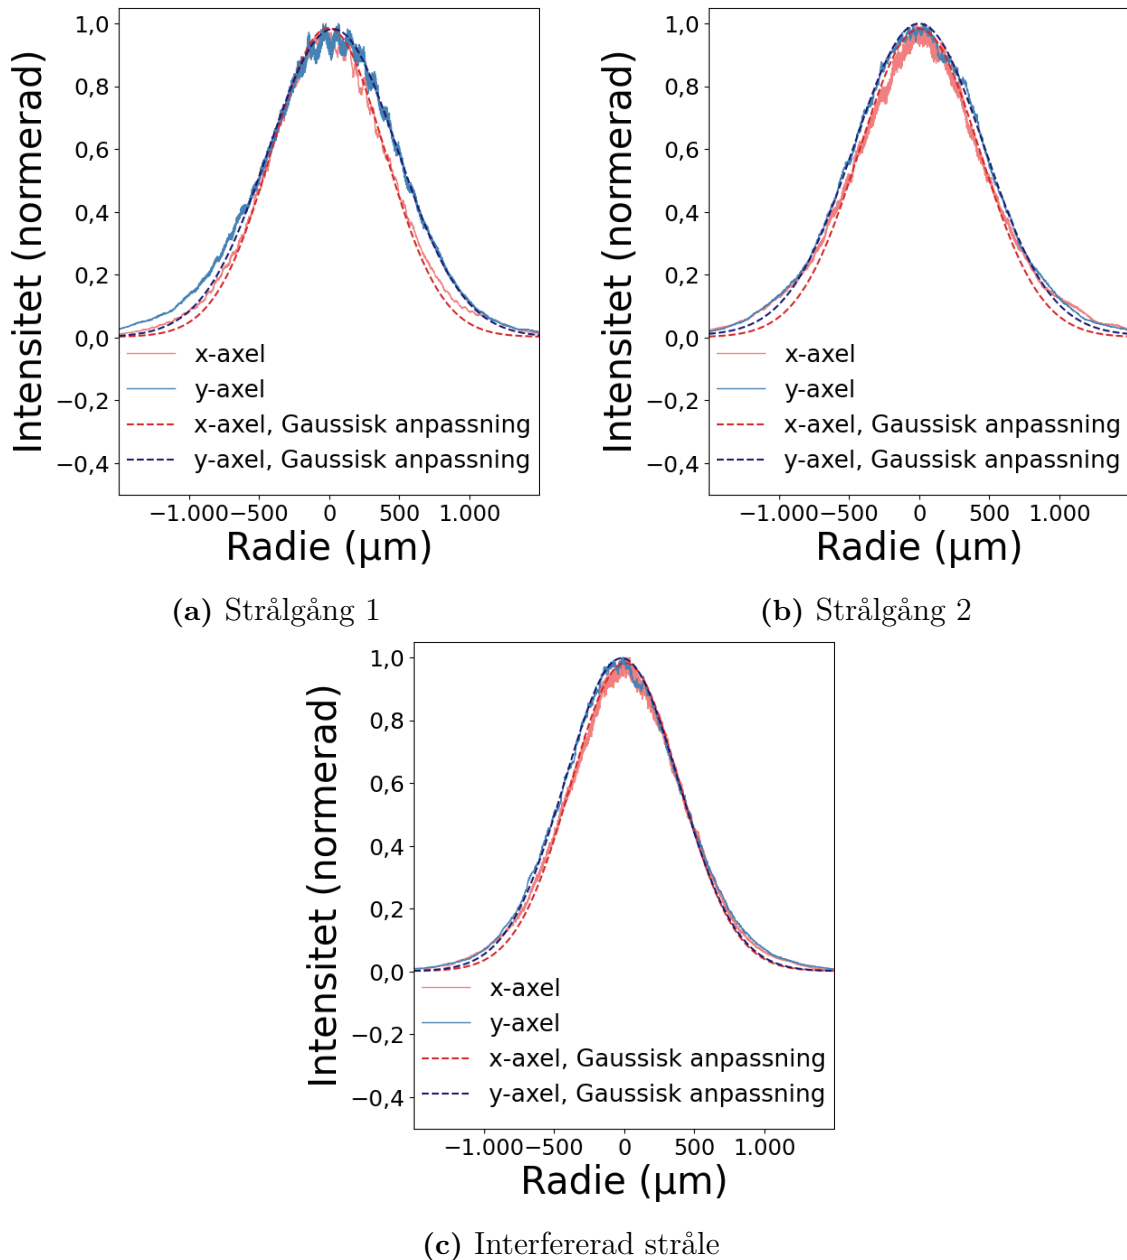 Intensitet (normerad)
1,0
0,8
0,6
0,4
0,2
0,0
−0,2
−0,4
x-axel
y-axel
x-axel, Gaussisk anpassning
y-axel, Gaussisk anpassning
−1.000 −500 0 500 1.000
Radie (µm)
(a) Strålgång 1
Intensitet (normerad)
1,0
0,8
0,6
0,4
0,2
0,0
−0,2
−0,4
x-axel
y-axel
x-axel, Gaussisk anpassning
y-axel, Gaussisk anpassning
−1.000 −500 0 500 1.000
Radie (µm)
(b) Strålgång 2
Intensitet (normerad)
1,0
0,8
0,6
0,4
0,2
0,0
−0,2
−0,4
x-axel
y-axel
x-axel, Gaussisk anpassning
y-axel, Gaussisk anpassning
−1.000 −500 0 500 1.000
Radie (µm)
(c) Interfererad stråle